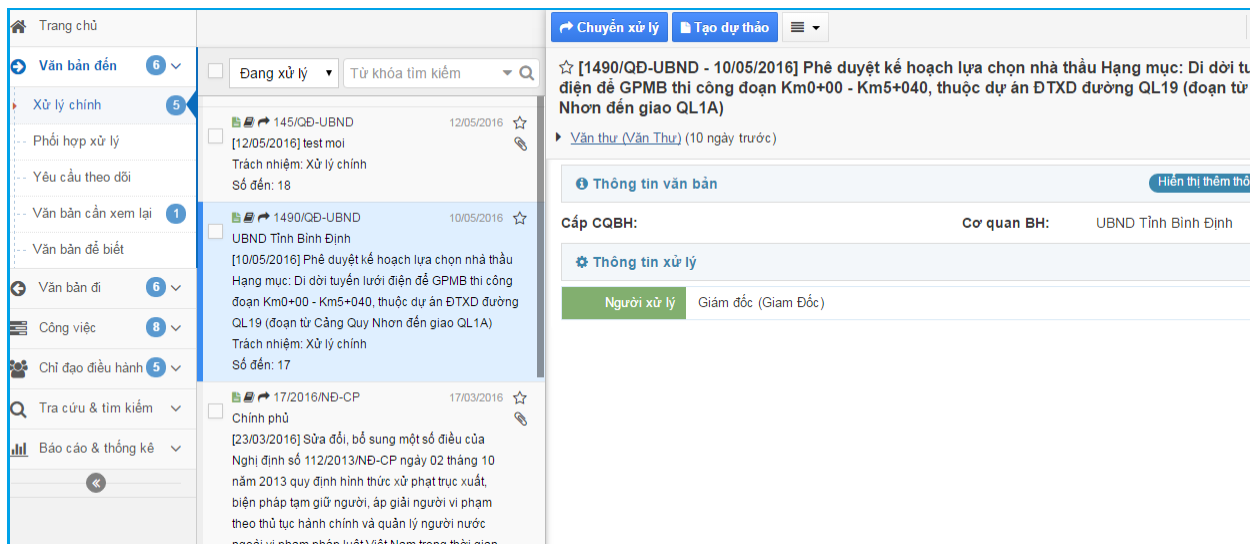 Trang chủ
Văn bản đến 6
Xử lý chính 5
Phối hợp xử lý
Yêu cầu theo dõi
Văn bản cần xem lại 1
Văn bản để biết
Văn bản đi 6
Công việc 8
Chỉ đạo điều hành 5
Tra cứu & tìm kiếm
Báo cáo & thống kê
Đang xử lý Từ khóa tìm kiếm
145/QĐ-UBND 12/05/2016
[12/05/2016] test moi
Trách nhiệm: Xử lý chính
Số đến: 18
1490/QĐ-UBND 10/05/2016
UBND Tỉnh Bình Định
[10/05/2016] Phê duyệt kế hoạch lựa chọn nhà thầu
Hạng mục: Di dời tuyến lưới điện để GPMB thi công
đoạn Km0+00 - Km5+040, thuộc dự án ĐTXD đường
QL19 (đoạn từ Cảng Quy Nhơn đến giao QL1A)
Trách nhiệm: Xử lý chính
Số đến: 17
17/2016/NĐ-CP 17/03/2016
Chính phủ
[23/03/2016] Sửa đổi, bổ sung một số điều của
Nghị định số 112/2013/NĐ-CP ngày 02 tháng 10
năm 2013 quy định hình thức xử phạt trục xuất,
biện pháp tạm giữ người, áp giải người vi phạm
theo thủ tục hành chính và quản lý người nước
ngoài vi phạm pháp luật Việt Nam trong thời gian
Chuyển xử lý Tạo dự thảo
[1490/QĐ-UBND - 10/05/2016] Phê duyệt kế hoạch lựa chọn nhà thầu Hạng mục: Di dời tu
điện để GPMB thi công đoạn Km0+00 - Km5+040, thuộc dự án ĐTXD đường QL19 (đoạn từ
Nhơn đến giao QL1A)
Văn thư (Văn Thư) (10 ngày trước)
Thông tin văn bản Hiển thị thêm thô
Cấp CQBH: Cơ quan BH: UBND Tỉnh Bình Định
Thông tin xử lý
Người xử lý Giám đốc (Giam Đốc)